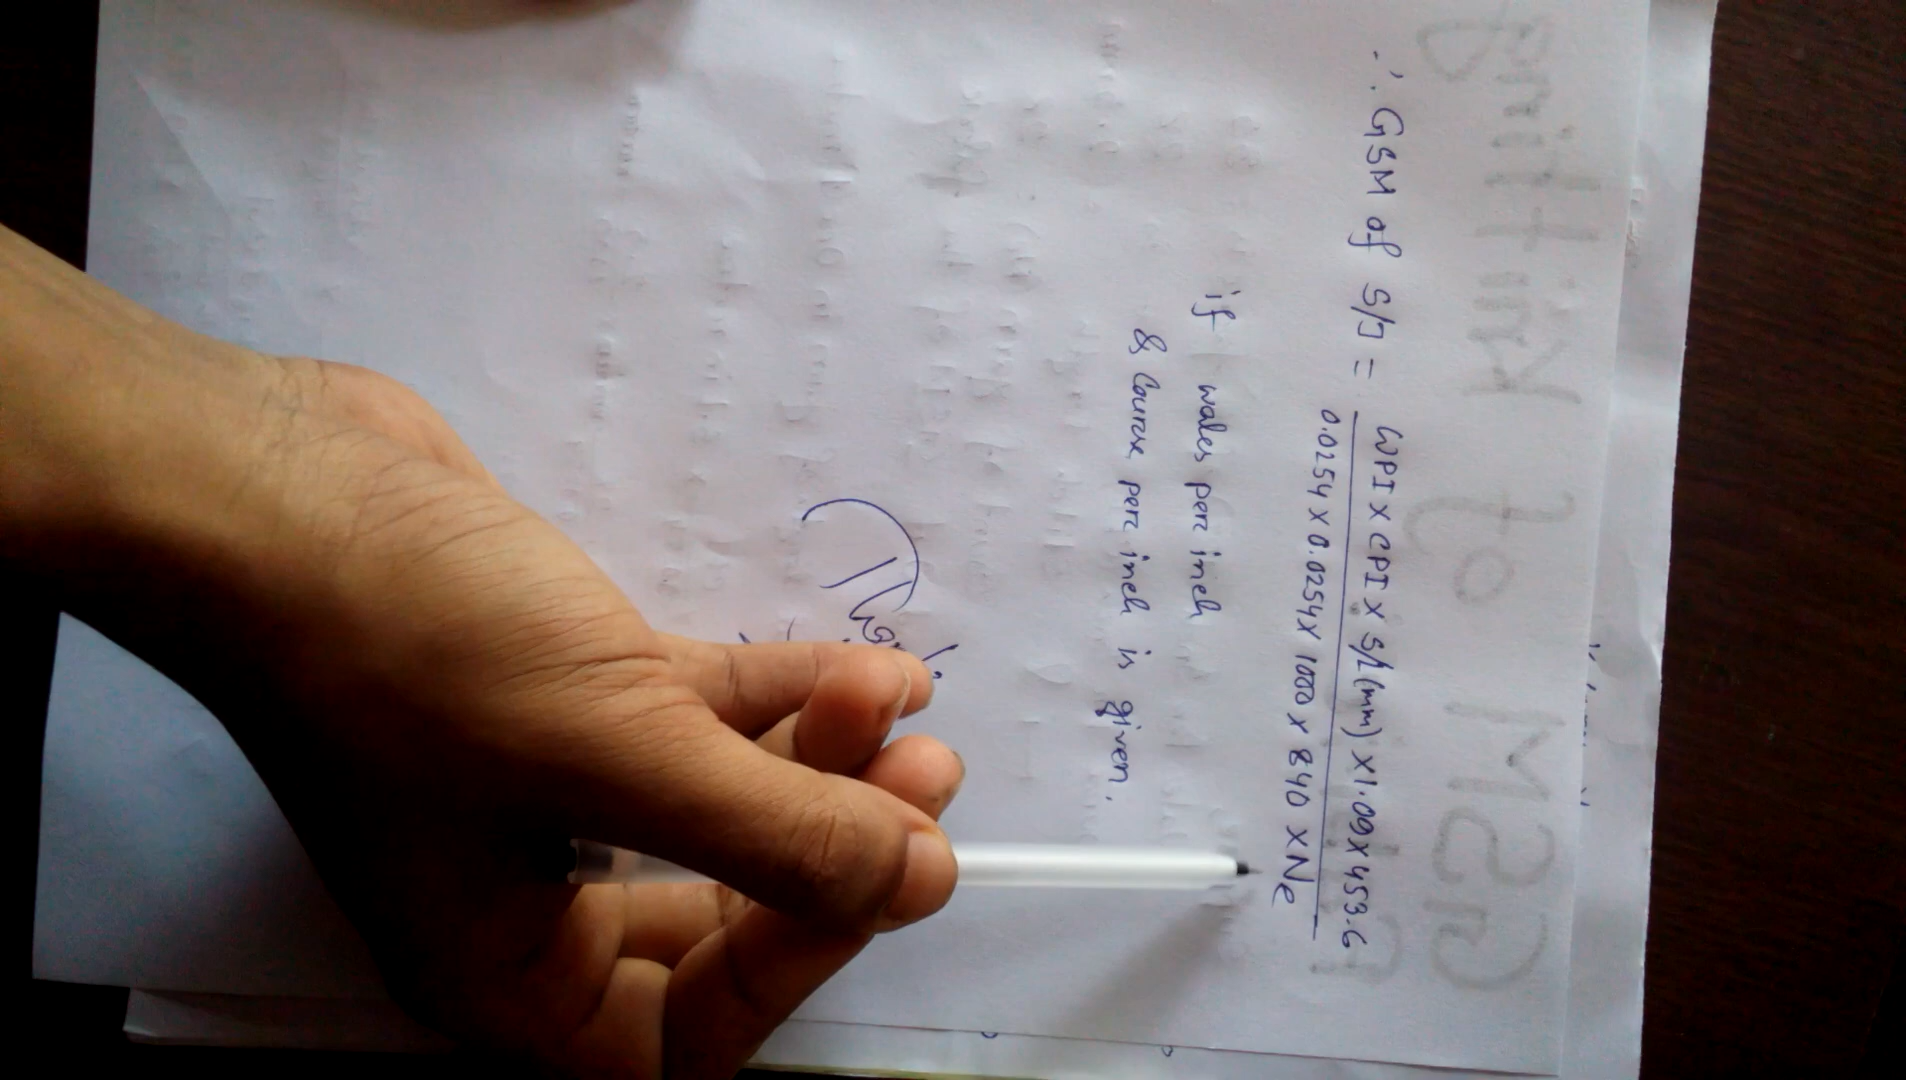 ∴ GSM of S/J = WPI x CPI x S/L(mm) x 1.09 x 453.6
0.0254 x 0.0254 x 1000 x 840 x Ne
if wales per inch
& Course per inch is given.